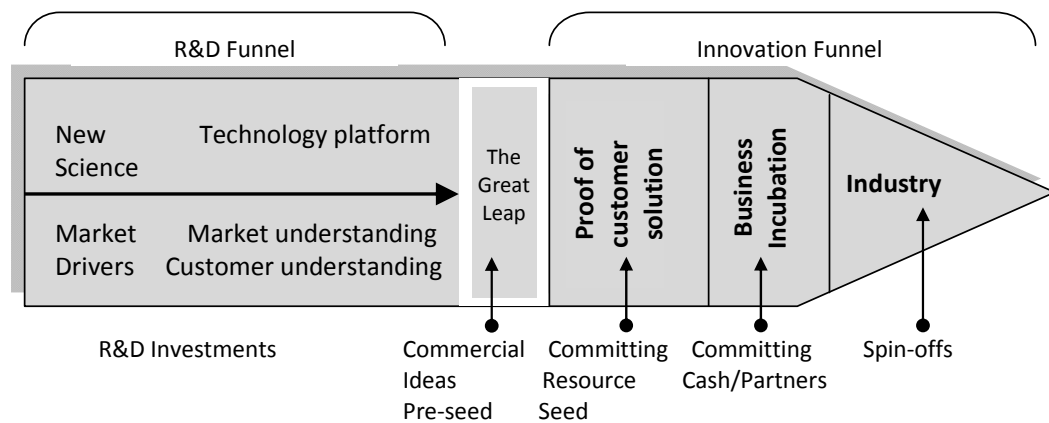 R&D Funnel
Innovation Funnel
New
Science
Technology platform
Market
Drivers
Market understanding
Customer understanding
The
Great
Leap
Proof of
customer
solution
Business
Incubation
Industry
R&D Investments
Commercial
Ideas
Pre-seed
Committing
Resource
Seed
Committing
Cash/Partners
Spin-offs